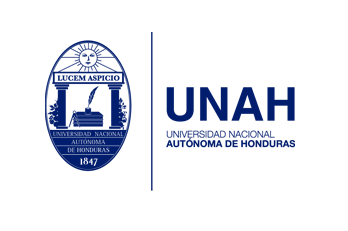 LUCEM ASPICIO
UNIVERSIDAD NACIONAL
AUTÓNOMA
DE HONDURAS
1847
UNAH
UNIVERSIDAD NACIONAL
AUTÓNOMA DE HONDURAS